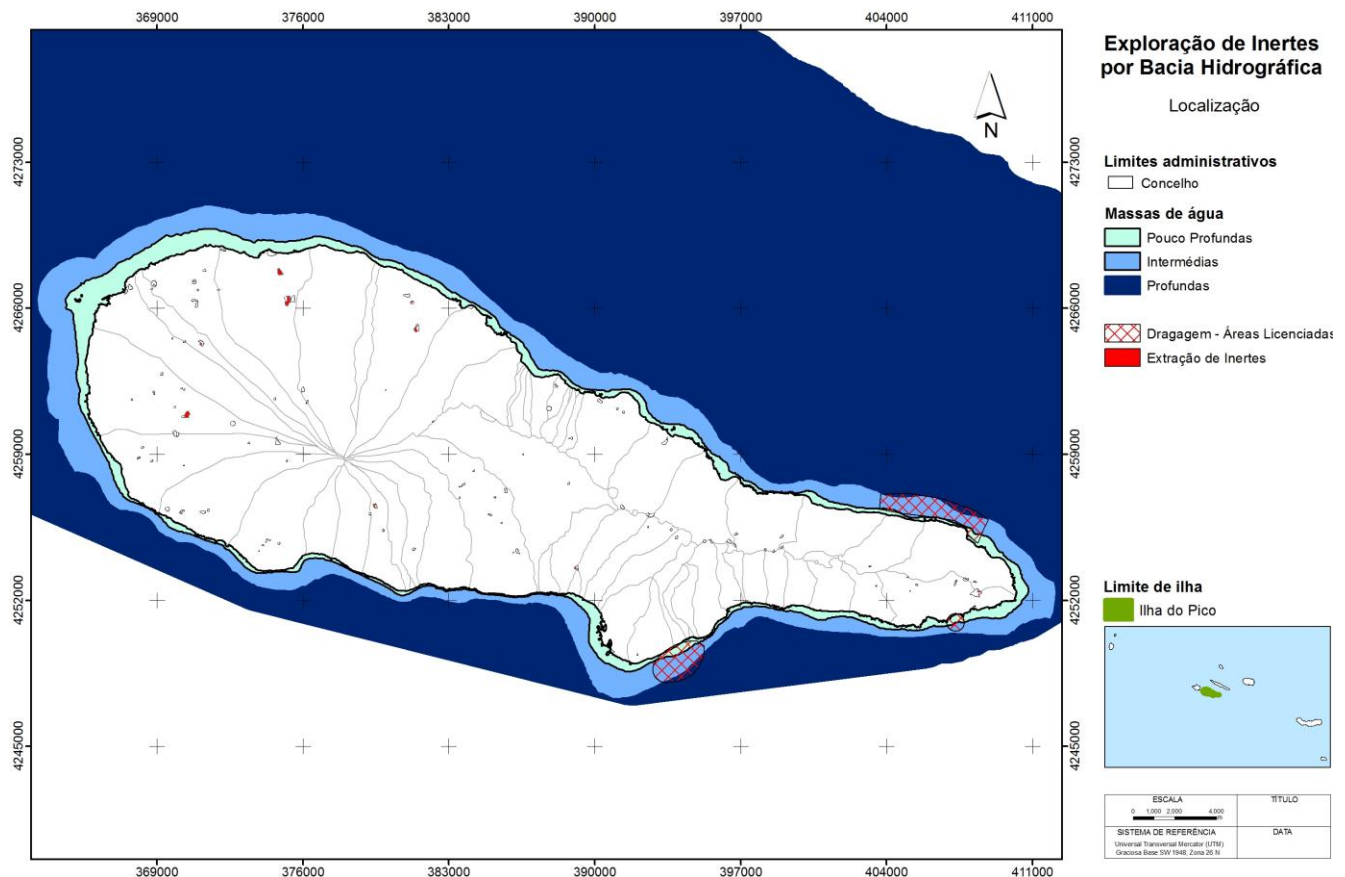 369000 376000 383000 390000 397000 404000 411000
4273000 4273000
4266000 4266000
4259000 4259000
4252000 4252000
4245000 4245000
369000 376000 383000 390000 397000 404000 411000
N
Exploração de Inertes
por Bacia Hidrográfica
Localização
Limites administrativos
Concelho
Massas de água
Pouco Profundas
Intermédias
Profundas
Dragagem - Áreas Licenciadas
Extração de Inertes
Limite de ilha
Ilha do Pico
ESCALA TÍTULO
0 1.000 2.000 4.000
m
SISTEMA DE REFERÊNCIA DATA
Universal Transversal Mercator (UTM)
Graciosa Base SW 1948, Zona 26 N